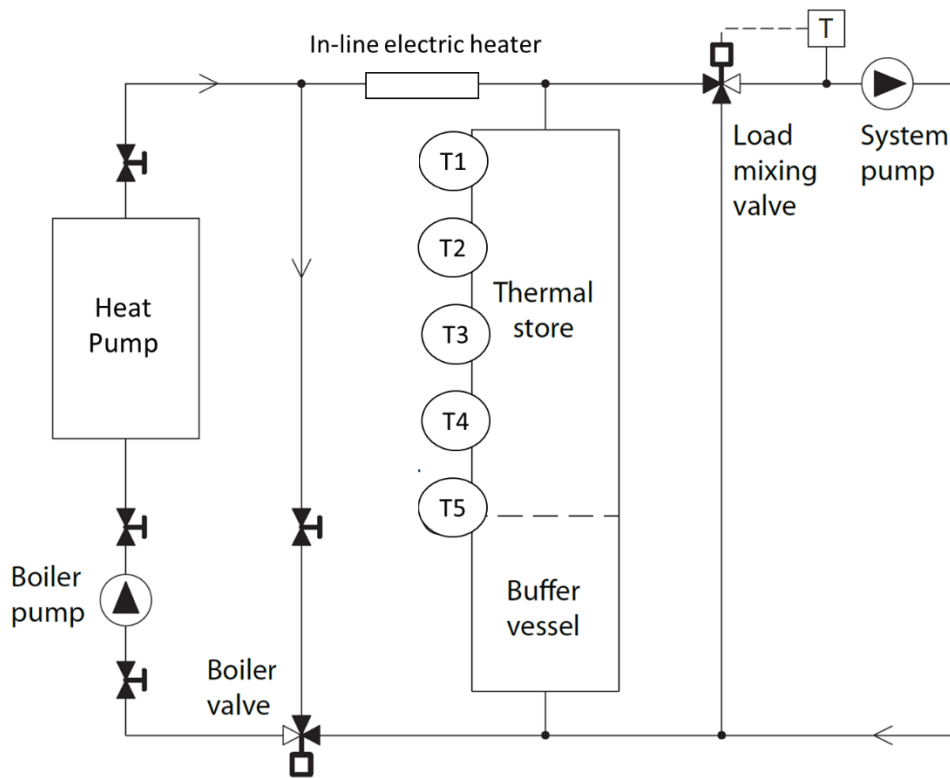 In-line electric heater
T
T1
Load
mixing
valve
System
pump
T2
Thermal
store
Heat
Pump
T3
T4
T5
Boiler
pump
Buffer
vessel
Boiler
valve